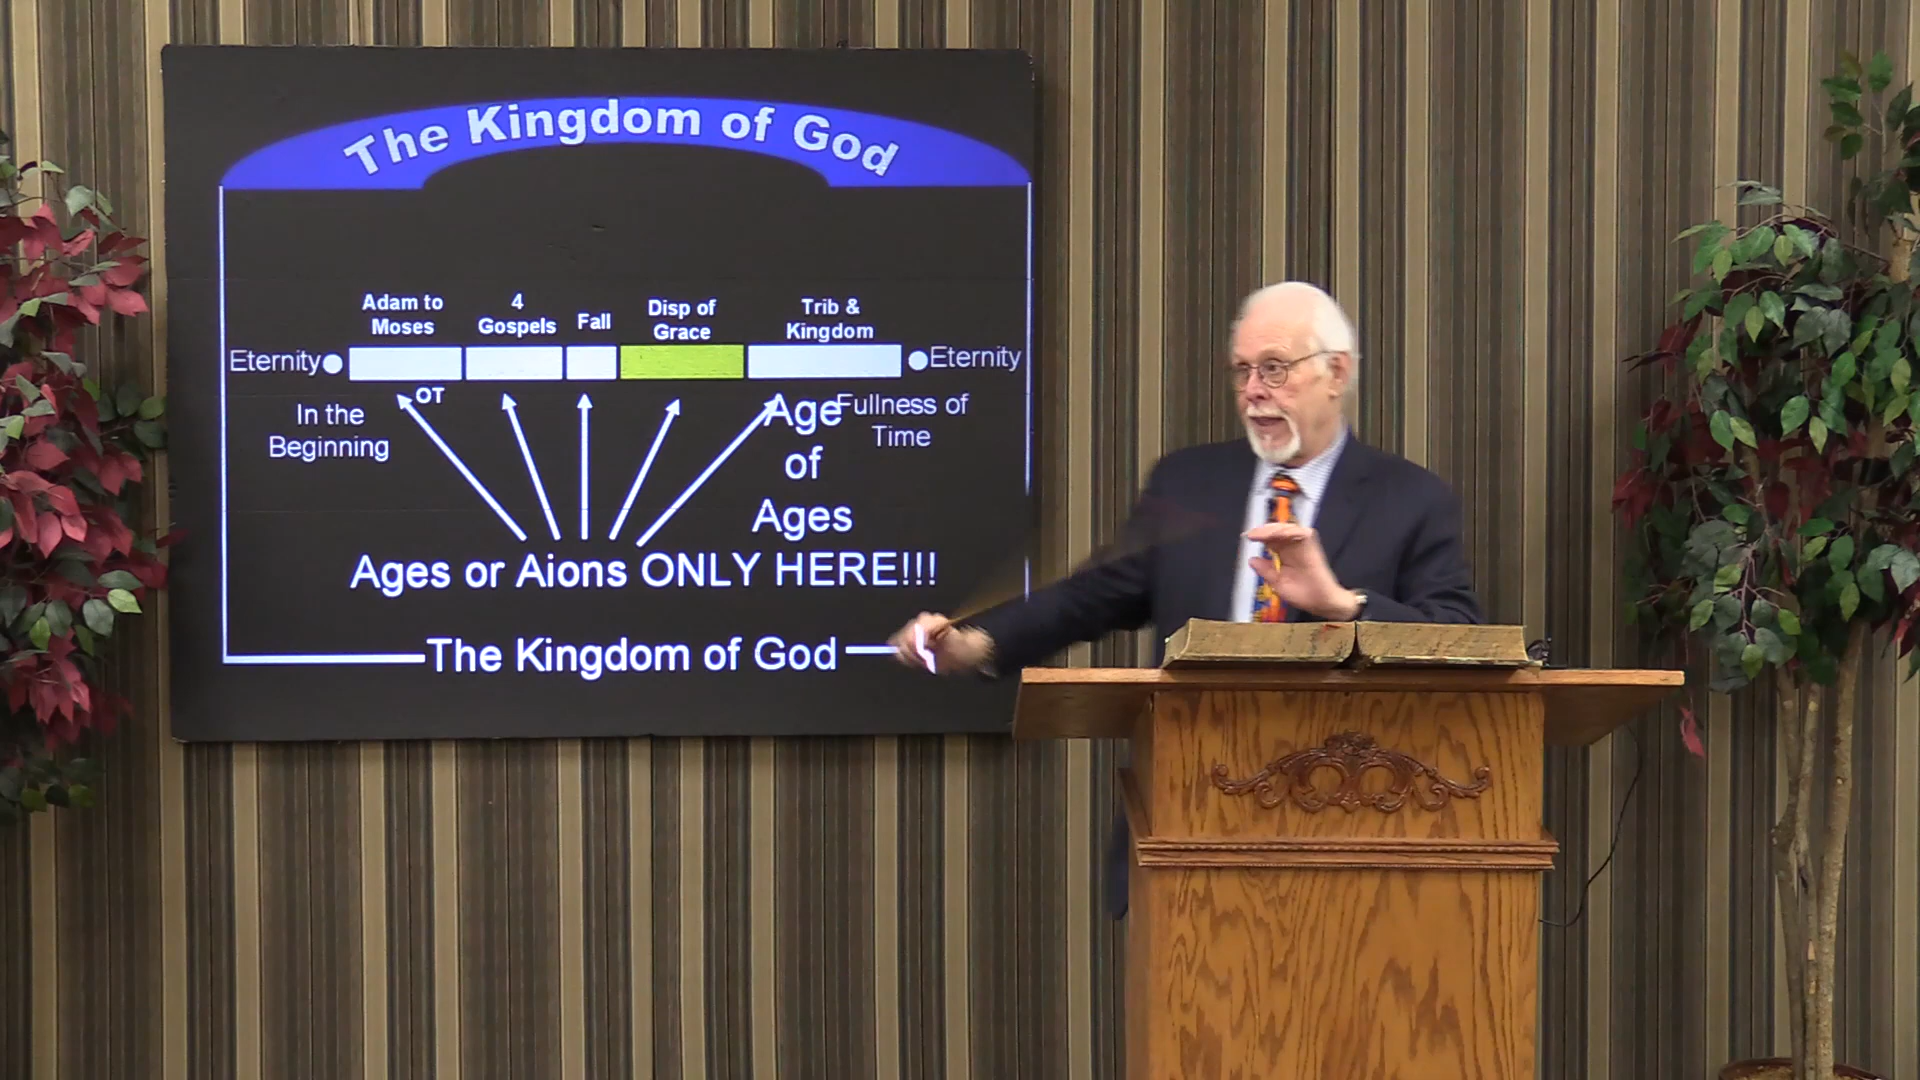 The Kingdom of God
Adam to
Moses
4
Gospels
Fall
Disp of
Grace
Trib &
Kingdom
Eternity
Eternity
OT
In the
Beginning
Age
of
Ages
Fullness of
Time
Ages or Aions ONLY HERE!!!
The Kingdom of God